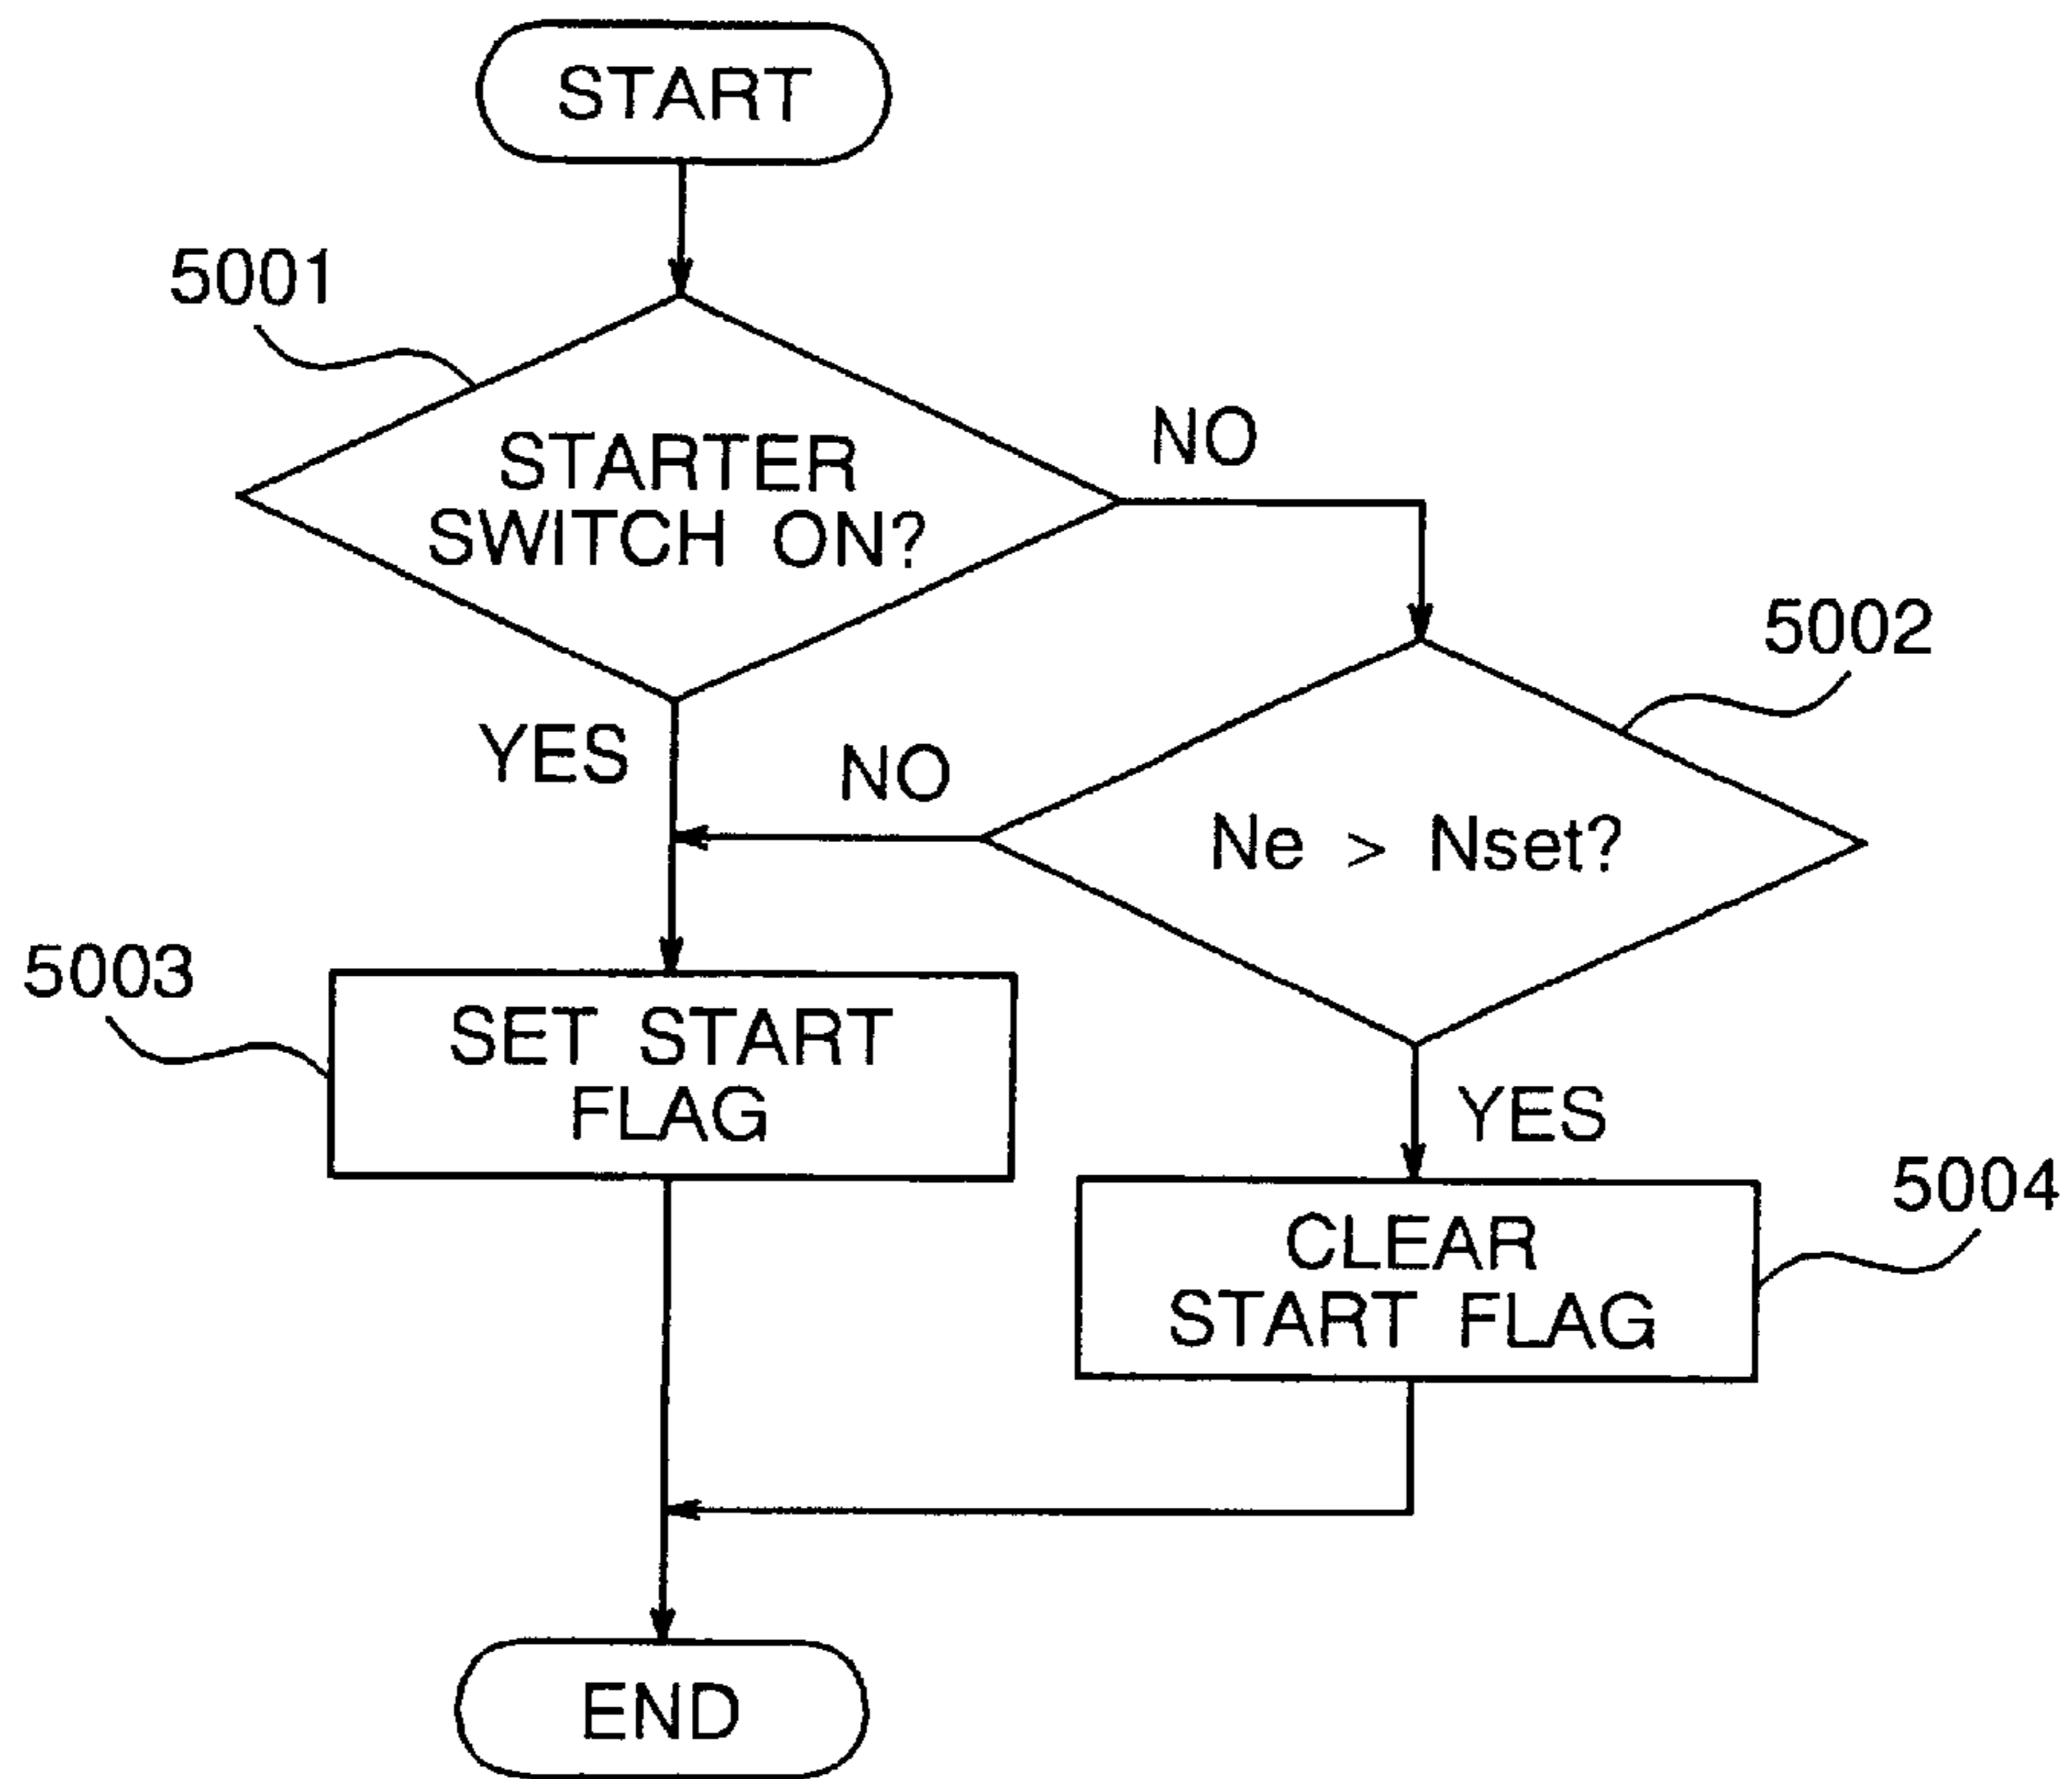 START
5001
STARTER
SWITCH ON?
NO
5002
YES
NO
Ne > Nset?
5003
SET START
FLAG
YES
5004
CLEAR
START FLAG
END